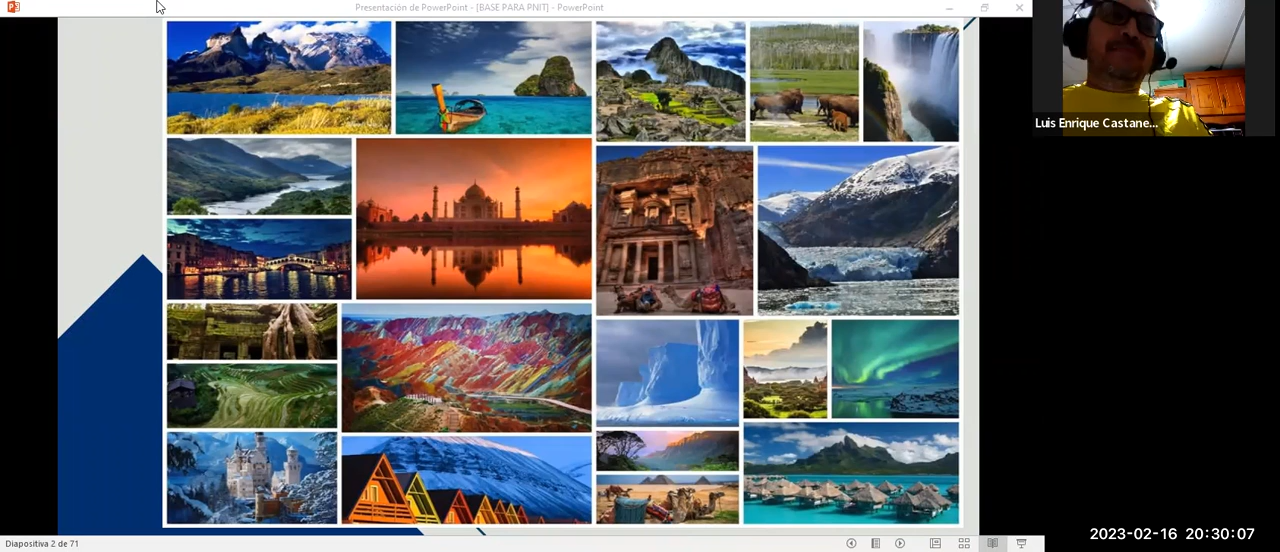 Presentación de PowerPoint - [BASE PARA PNIT] - PowerPoint
Luis Enrique Castane...
2023-02-16 20:30:07
Diapositiva 2 de 71